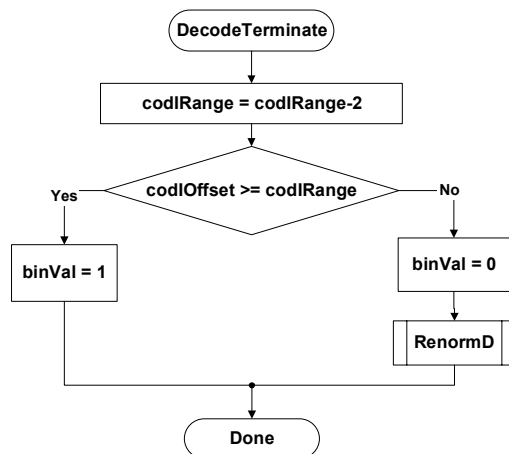 DecodeTerminate
codIRange = codIRange-2
codIOffset >= codIRange
Yes
No
binVal = 1
binVal = 0
RenormD
Done